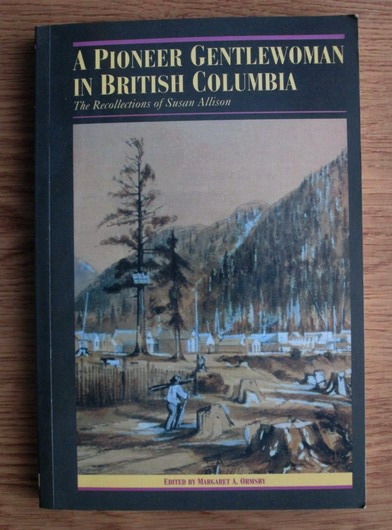 A Pioneer Gentlewoman
in British Columbia
The Recollections of Susan Allison
Edited by Margaret A. Ormsby